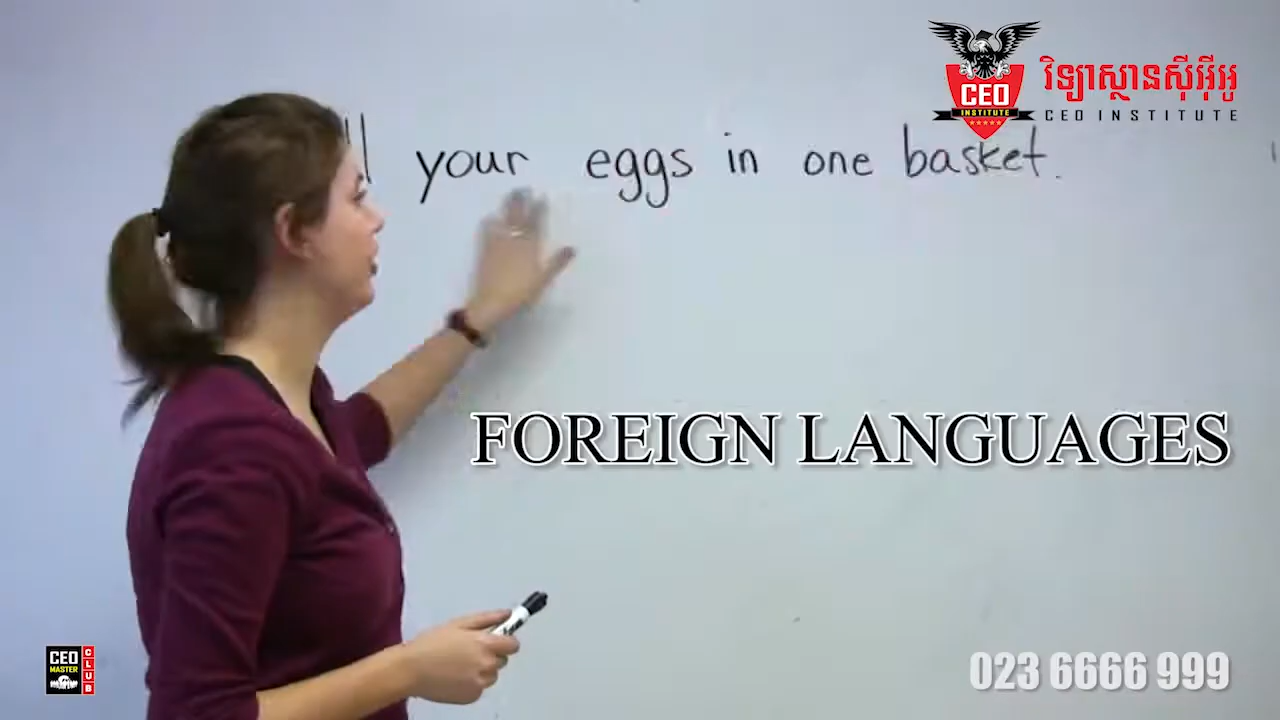 CEO
INSTITUTE
វិទ្យាស្ថានស៊ីអ៊ីអូ
CEO INSTITUTE
your eggs in one basket.
FOREIGN LANGUAGES
CEO
MASTER
CLUB
023 6666 999